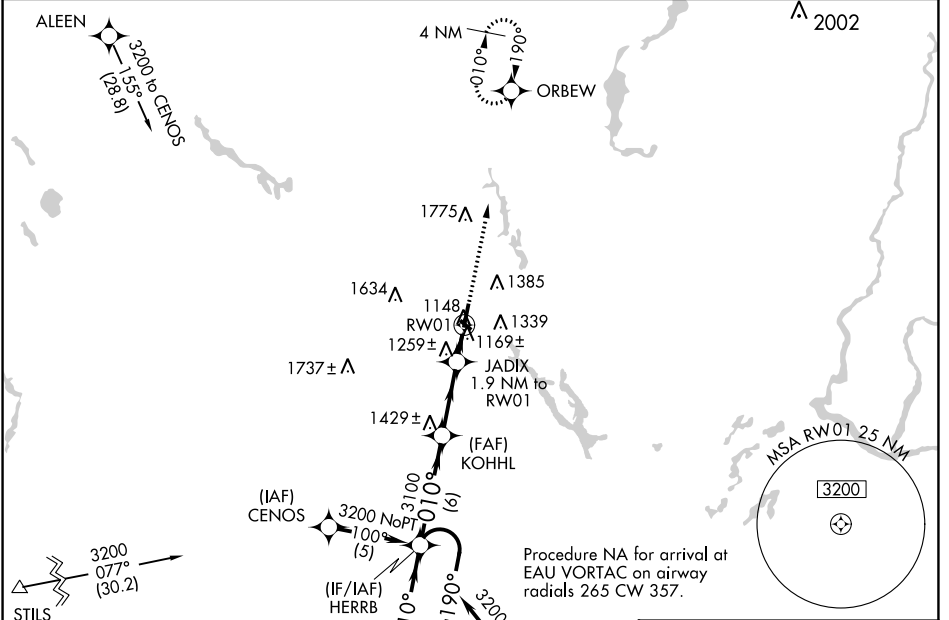 ALEEN
3200 to CENOS
155°
(28.8)
4 NM
010°
190°
ORBEW
2002
1775
1634
1385
1148
RW01
1339
1259±
1169±
1737±
JADIX
1.9 NM to
RW01
1429±
(FAF)
KOHHL
MSA RW01 25 NM
3200
3100
010°
(6)
(IAF)
CENOS
3200 NoPT
100°
(5)
3200
077°
(30.2)
STILS
(IF/IAF)
HERRB
190°
3200
Procedure NA for arrival at
EAU VORTAC on airway
radials 265 CW 357.